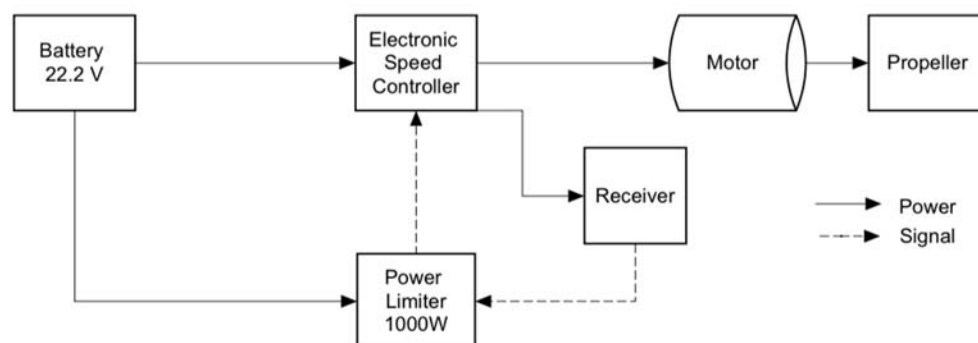 Battery
22.2 V
Electronic
Speed
Controller
Motor
Propeller
Receiver
Power
Signal
Power
Limiter
1000W